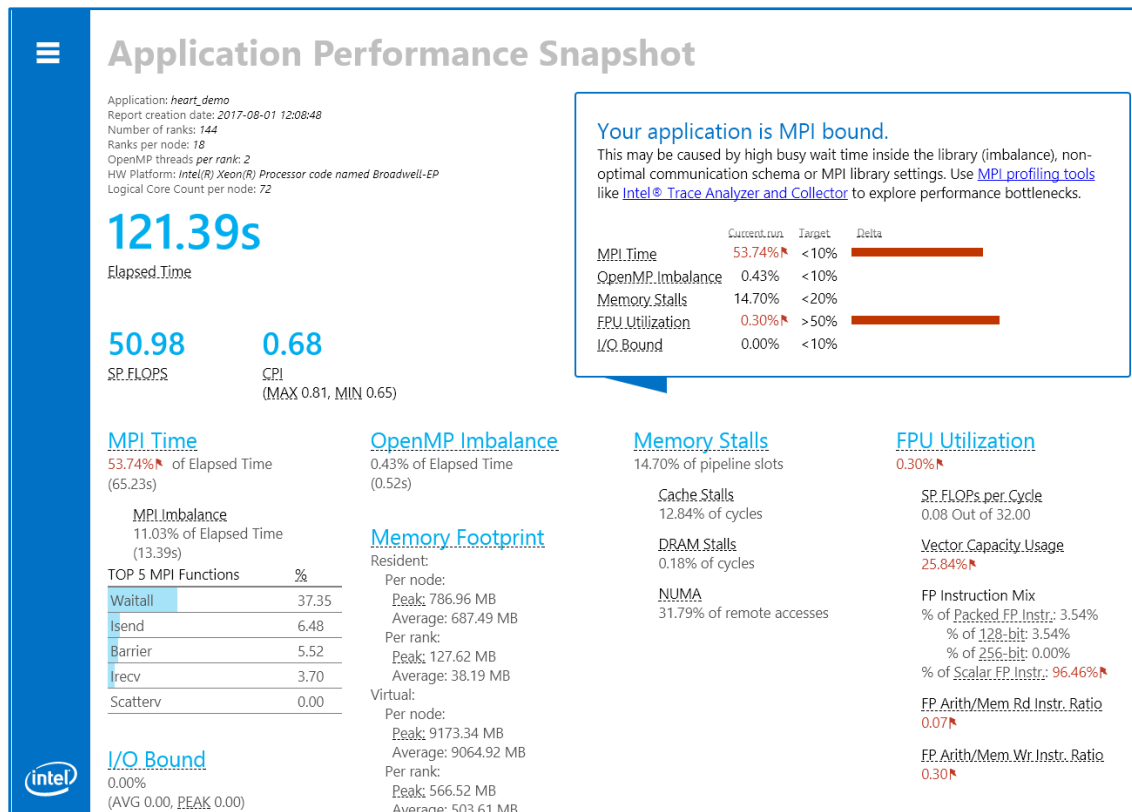 Application Performance Snapshot
Application: heart_demo
Report creation date: 2017-08-01 12:08:48
Number of ranks: 144
Ranks per node: 18
OpenMP threads per rank: 2
HW Platform: Intel(R) Xeon(R) Processor code named Broadwell-EP
Logical Core Count per node: 72
121.39s
Elapsed Time
50.98
SP FLOPS
0.68
CPI
(MAX 0.81, MIN 0.65)
Your application is MPI bound.
This may be caused by high busy wait time inside the library (imbalance), non-
optimal communication schema or MPI library settings. Use MPI profiling tools
like Intel® Trace Analyzer and Collector to explore performance bottlenecks.
Current run Target Delta
MPI Time 53.74% <10%
OpenMP Imbalance 0.43% <10%
Memory Stalls 14.70% <20%
FPU Utilization 0.30% >50%
I/O Bound 0.00% <10%
MPI Time
53.74% of Elapsed Time
(65.23s)
MPI Imbalance
11.03% of Elapsed Time
(13.39s)
TOP 5 MPI Functions %
Waitall 37.35
Isend 6.48
Barrier 5.52
Irecv 3.70
Scatterv 0.00
I/O Bound
0.00%
(AVG 0.00, PEAK 0.00)
OpenMP Imbalance
0.43% of Elapsed Time
(0.52s)
Memory Footprint
Resident:
Per node:
Peak: 786.96 MB
Average: 687.49 MB
Per rank:
Peak: 127.62 MB
Average: 38.19 MB
Virtual:
Per node:
Peak: 9173.34 MB
Average: 9064.92 MB
Per rank:
Peak: 566.52 MB
Average: 503.61 MB
Memory Stalls
14.70% of pipeline slots
Cache Stalls
12.84% of cycles
DRAM Stalls
0.18% of cycles
NUMA
31.79% of remote accesses
FPU Utilization
0.30%
SP FLOPs per Cycle
0.08 Out of 32.00
Vector Capacity Usage
25.84%
FP Instruction Mix
% of Packed FP Instr.: 3.54%
% of 128-bit: 3.54%
% of 256-bit: 0.00%
% of Scalar FP Instr.: 96.46%
FP Arith/Mem Rd Instr. Ratio
0.07
FP Arith/Mem Wr Instr. Ratio
0.30
intel